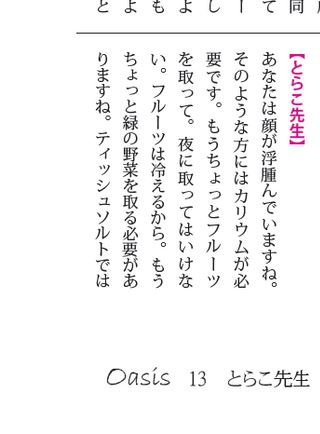 同
て
ー
し
よ
も
よ
と
【とらこ先生】
あなたは顔が浮腫んでいますね。
そのような方にはカリウムが必
要です。もうちょっとフルーツ
を取って。夜に取ってはいけな
い。フルーツは冷えるから。もう
ちょっと緑の野菜を取る必要があ
りますね。ティッシュソルトでは
Oasis 13 とらこ先生